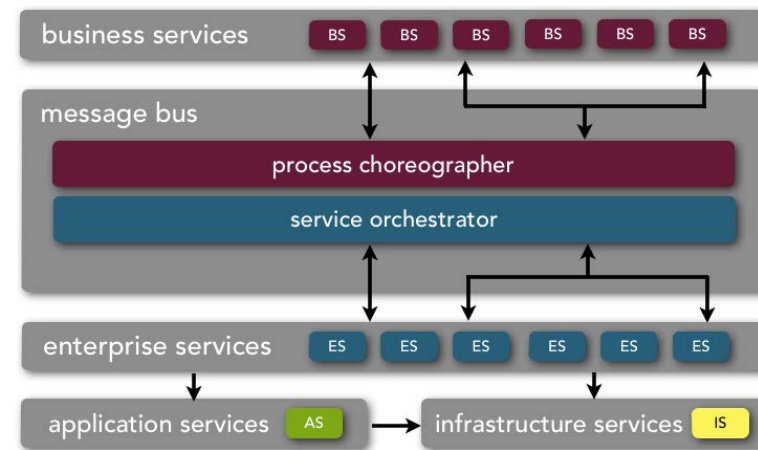 business services BS BS BS BS BS BS
message bus
process choreographer
service orchestrator
enterprise services ES ES ES ES ES ES
application services AS infrastructure services IS